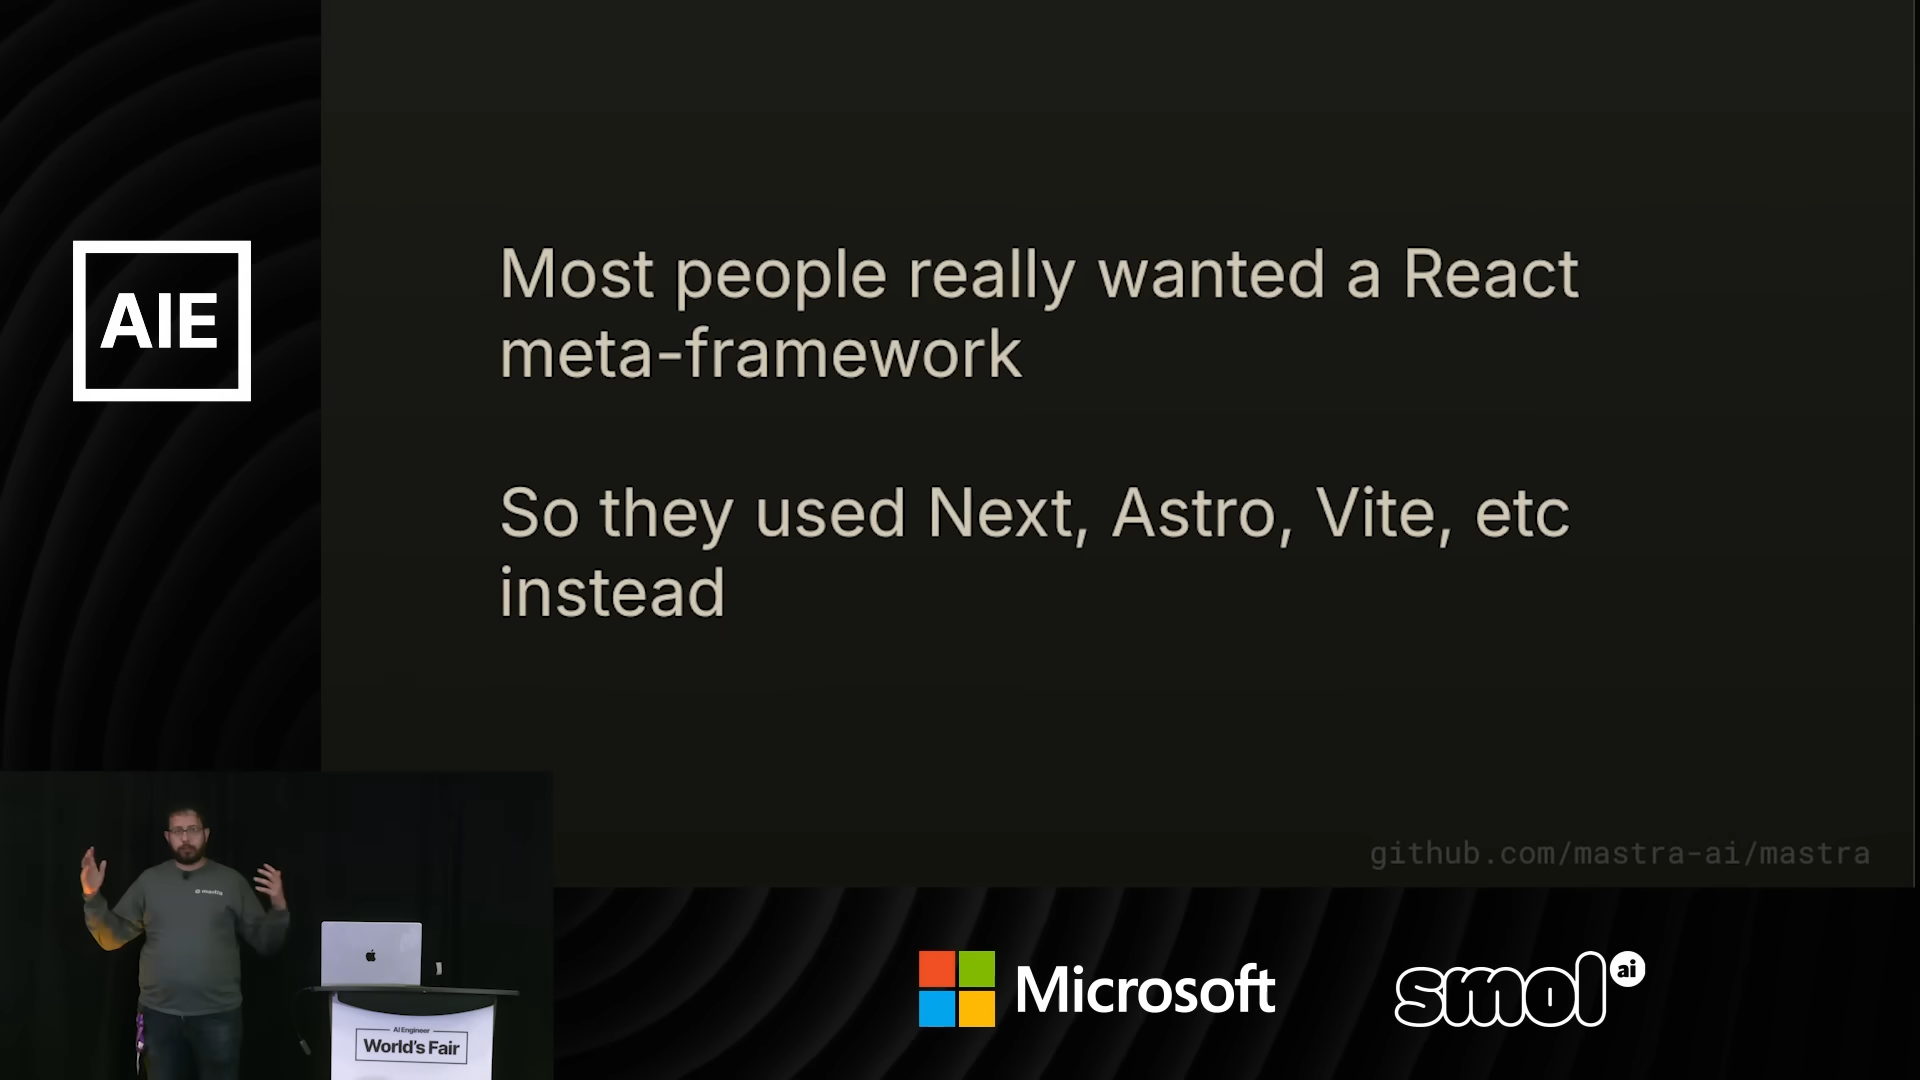 AIE
Most people really wanted a React
meta-framework
So they used Next, Astro, Vite, etc
instead
github.com/mastra-ai/mastra
mastra
AI Engineer
World's Fair
Microsoft
smol
ai